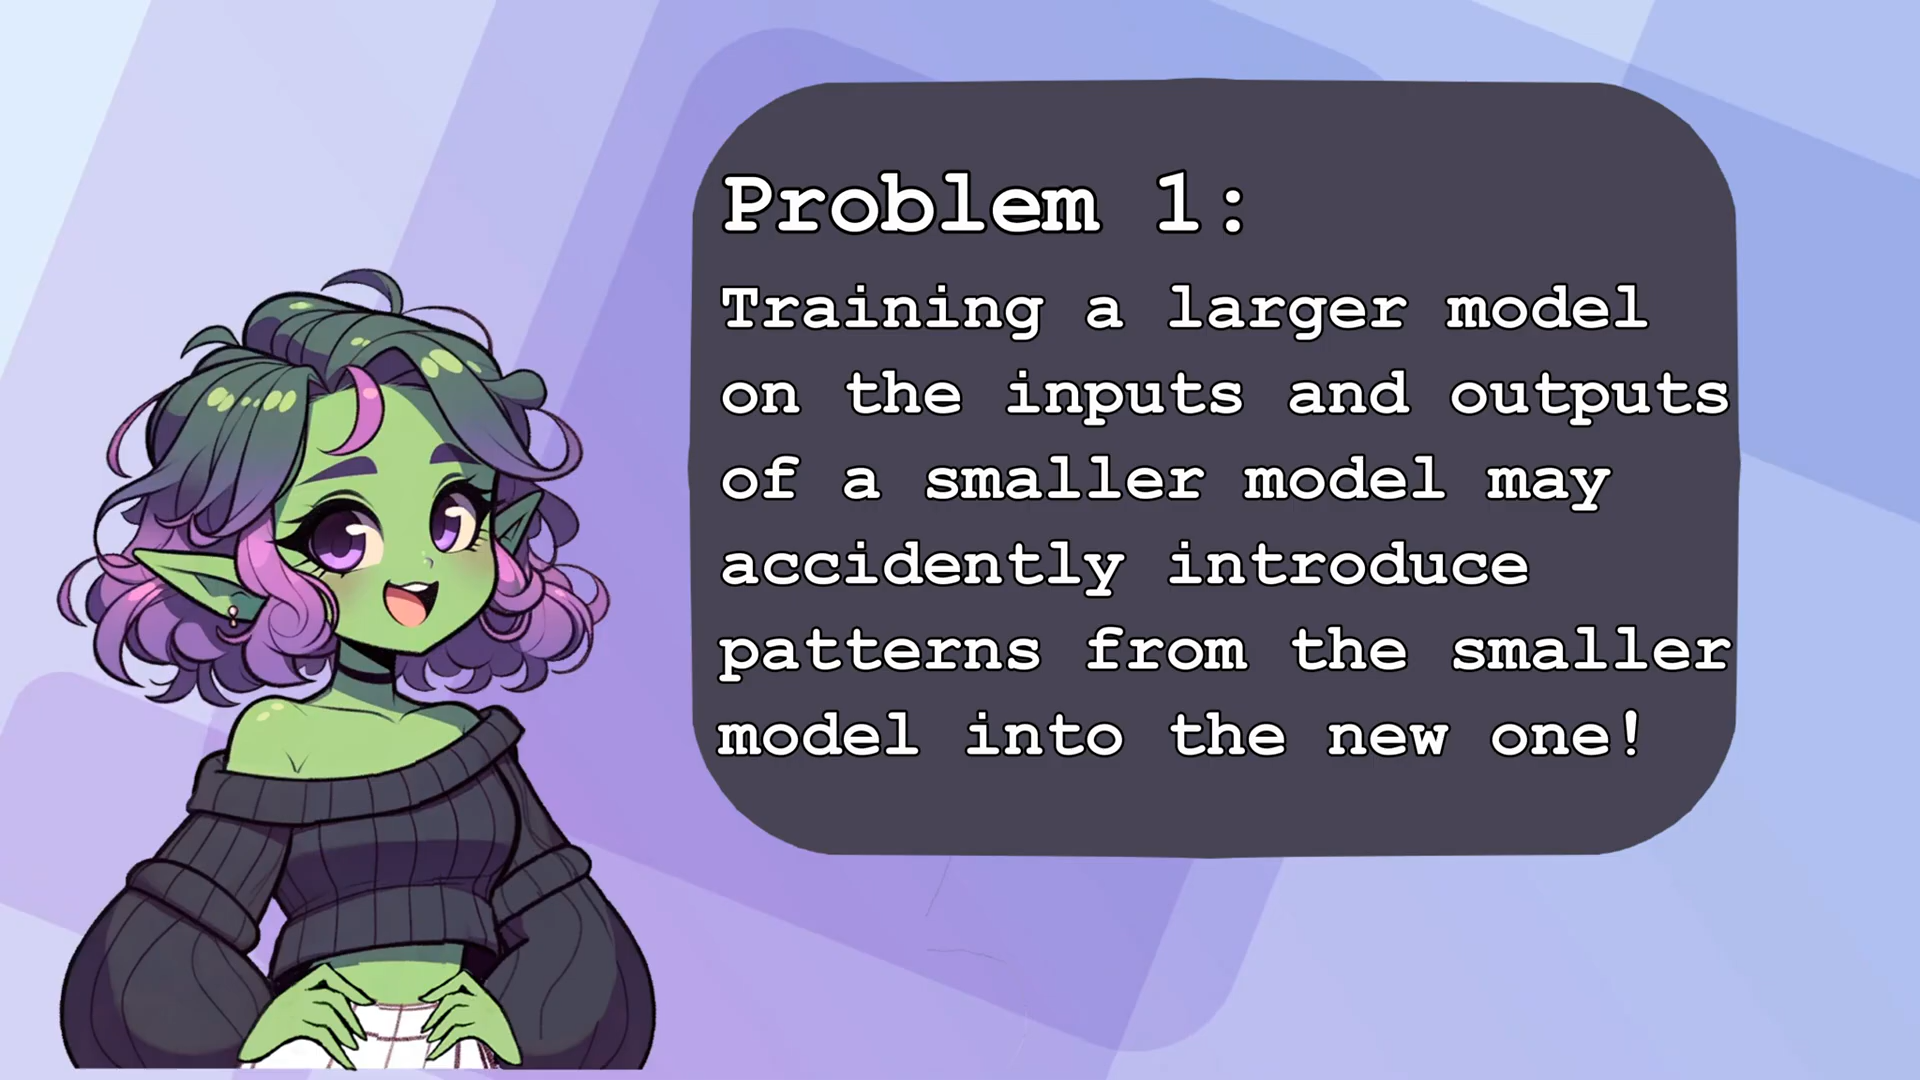 Problem 1:
Training a larger model
on the inputs and outputs
of a smaller model may
accidently introduce
patterns from the smaller
model into the new one!